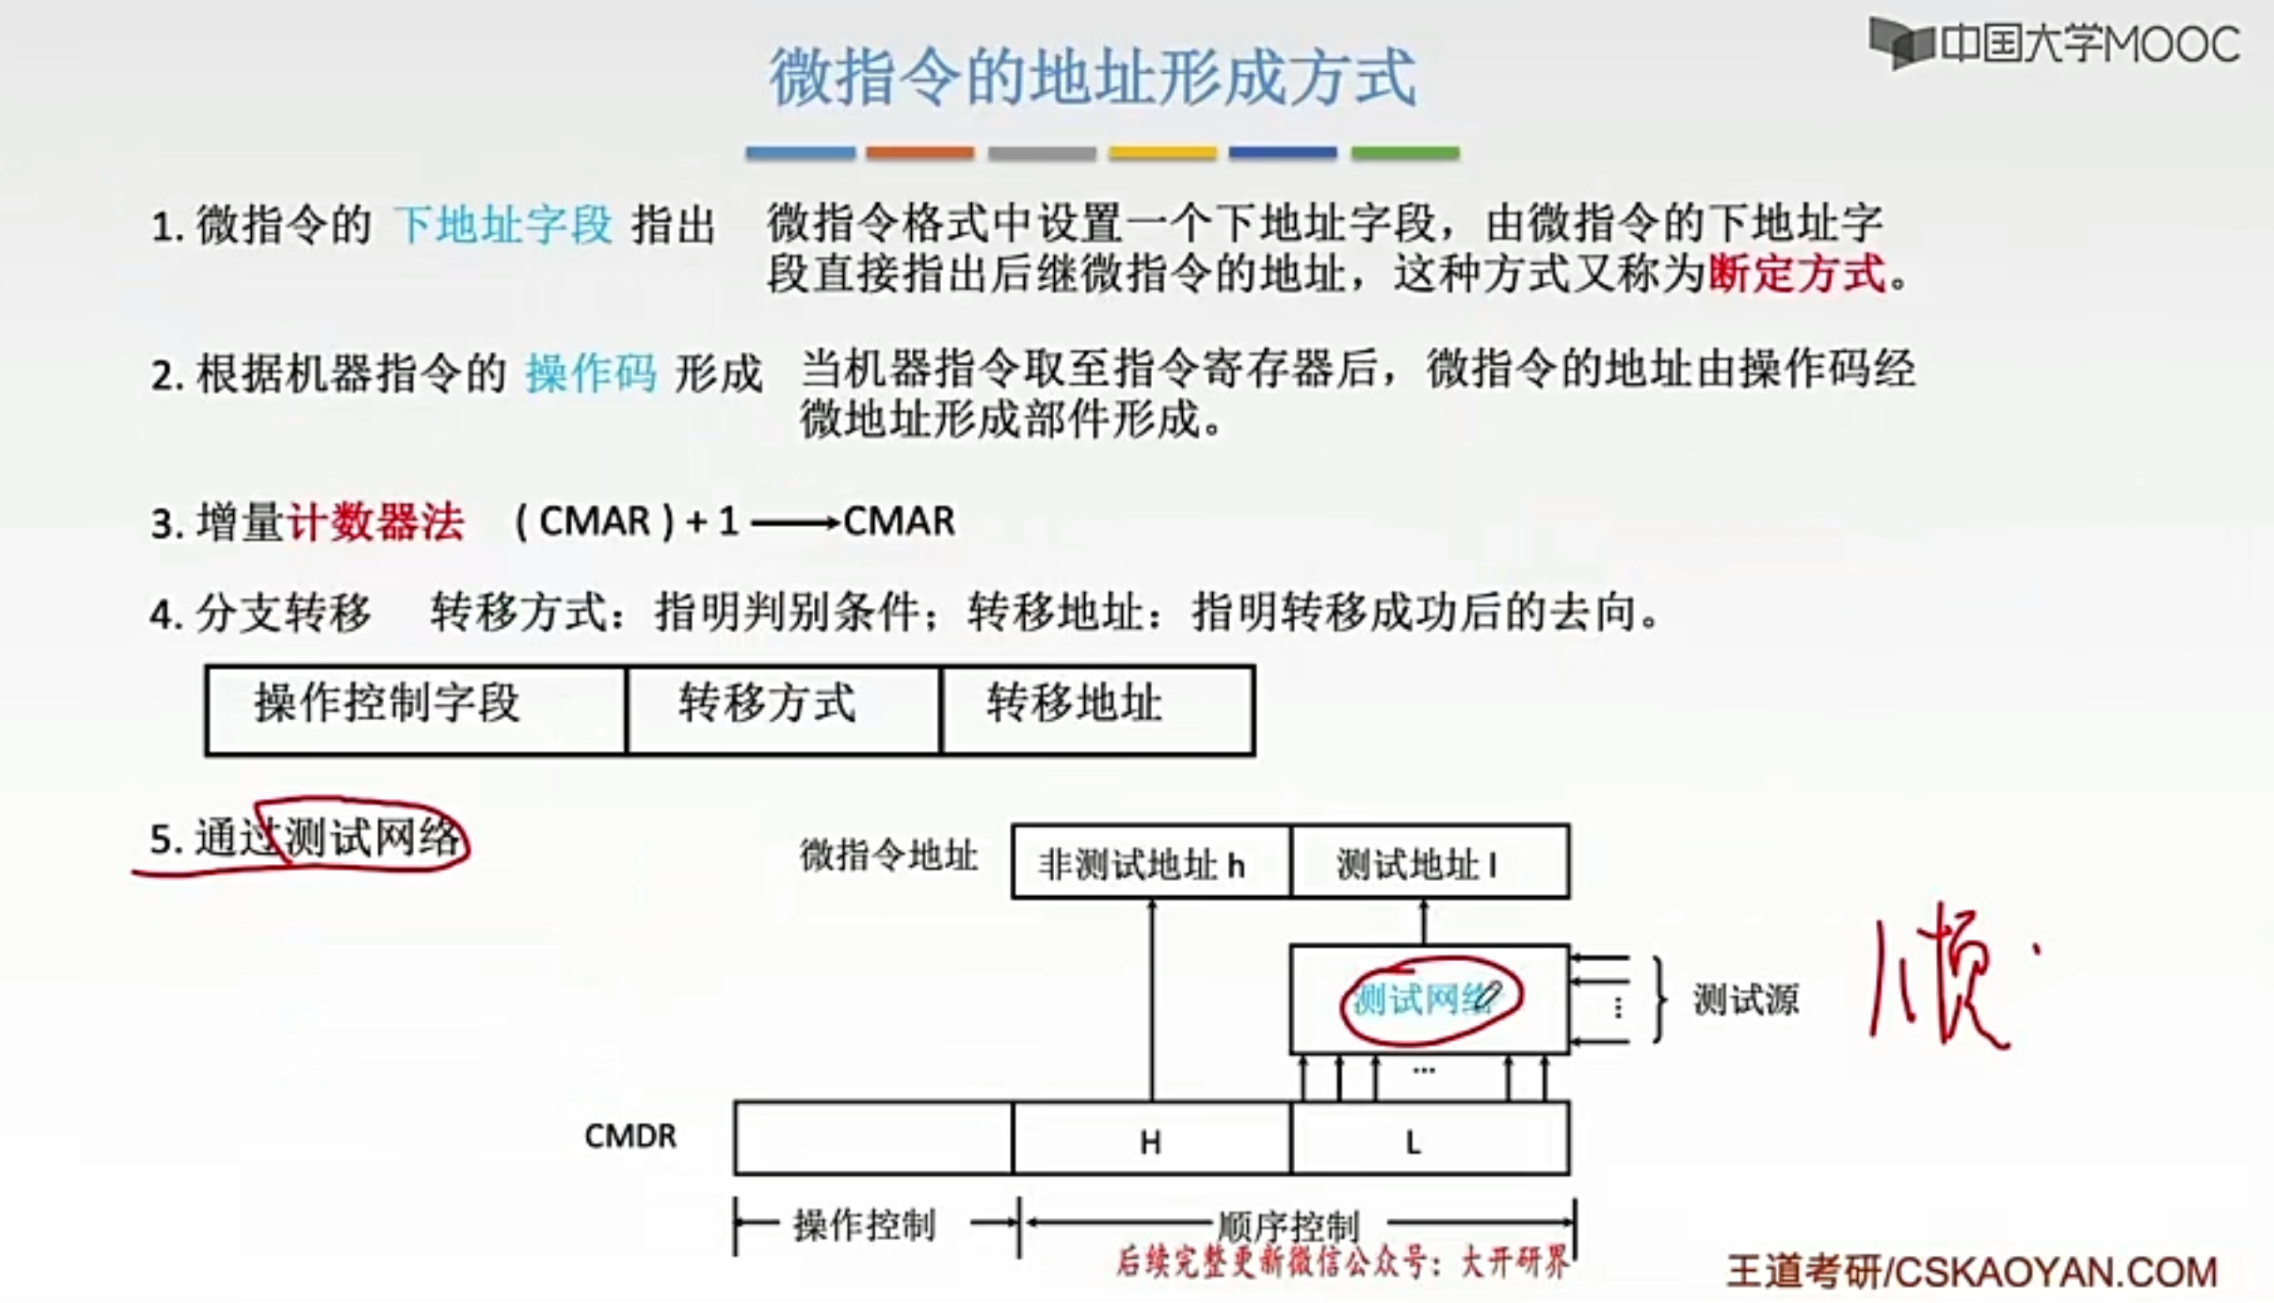 中国大学MOOC
微指令的地址形成方式
1. 微指令的 下地址字段 指出 微指令格式中设置一个下地址字段，由微指令的下地址字
段直接指出后继微指令的地址，这种方式又称为断定方式。
2. 根据机器指令的 操作码 形成 当机器指令取至指令寄存器后，微指令的地址由操作码经
微地址形成部件形成。
3. 增量计数器法 ( CMAR ) + 1 → CMAR
4. 分支转移 转移方式：指明判别条件；转移地址：指明转移成功后的去向。
操作控制字段 转移方式 转移地址
5. 通过测试网络
微指令地址 非测试地址 h 测试地址 l
测试网络 测试源
顺
...
CMDR H L
操作控制 顺序控制
后续完整更新微信公众号：大开研界
王道考研/CSKAOYAN.COM